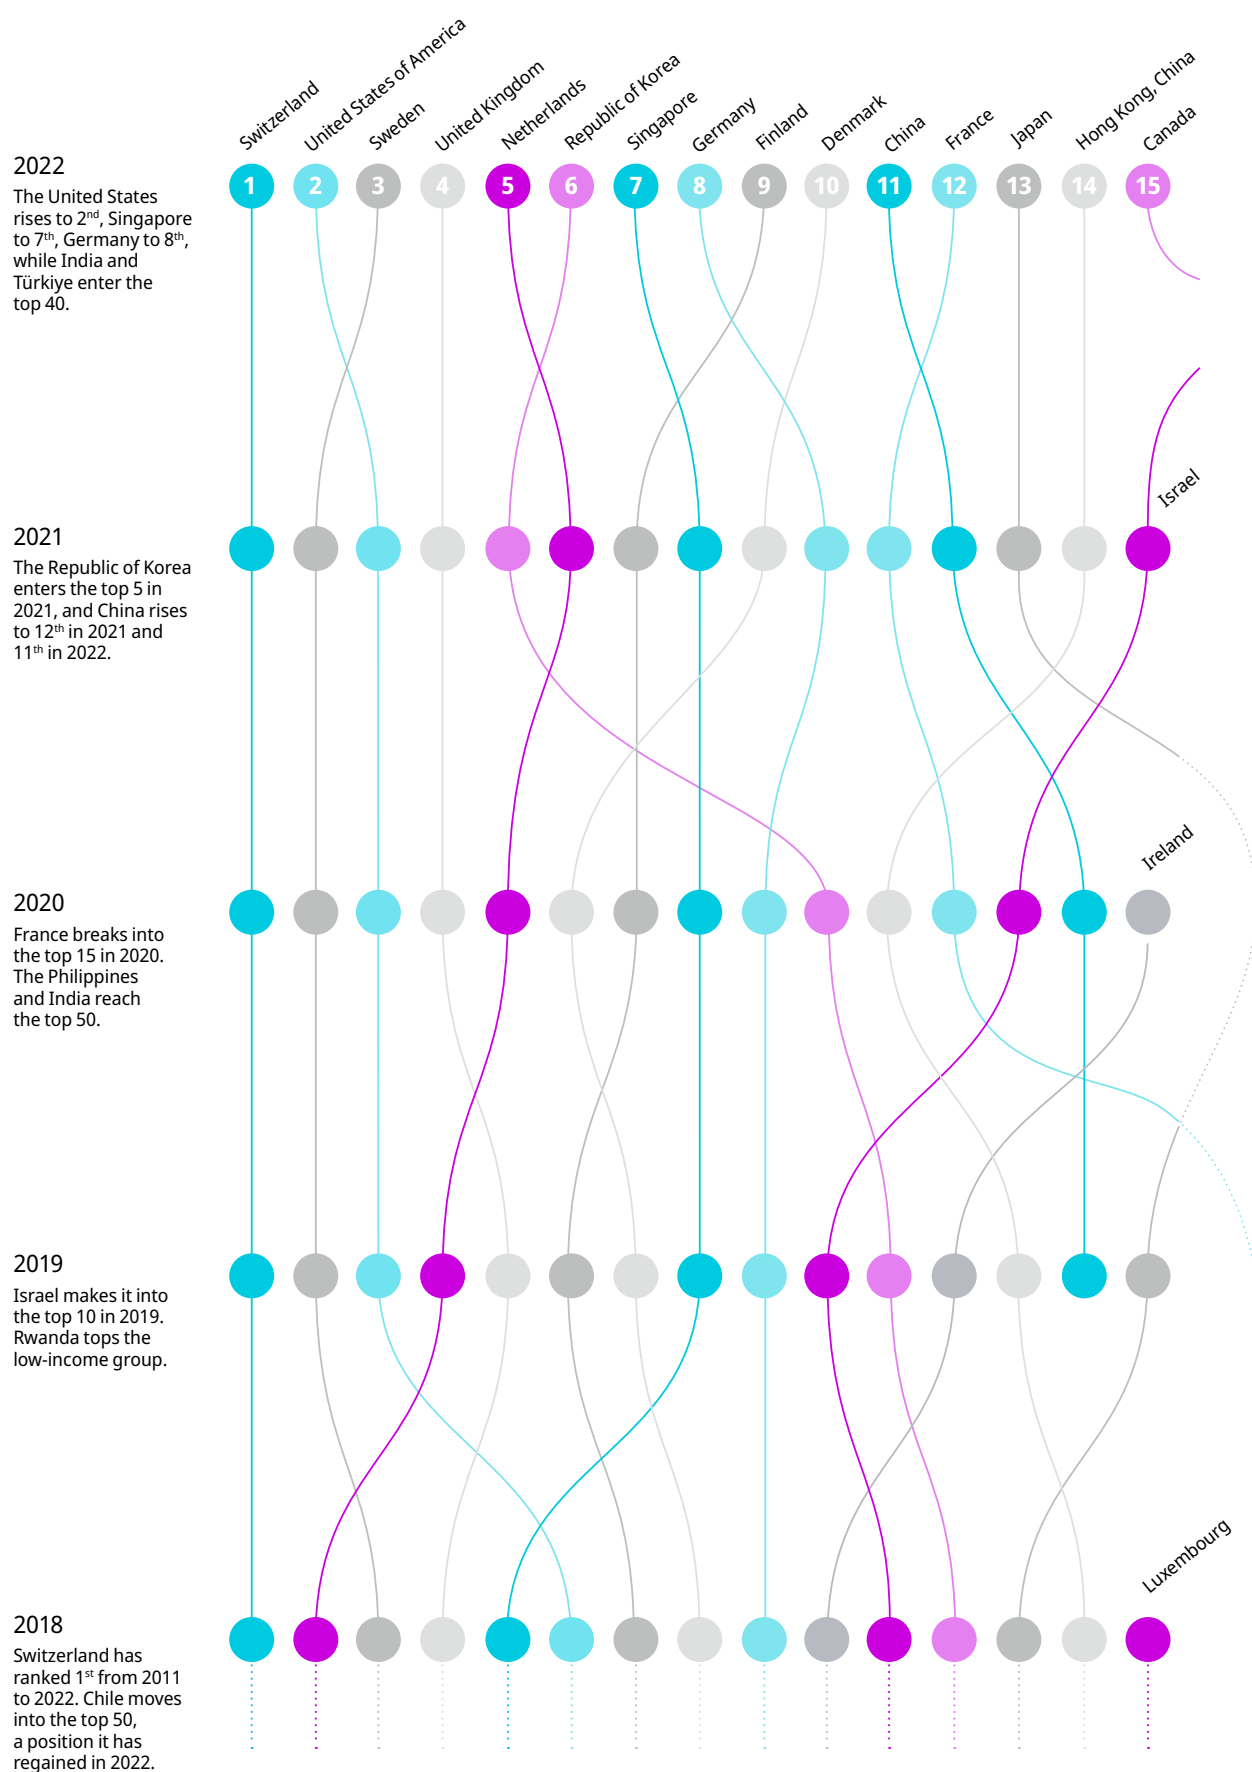 Switzerland
United States of America
Sweden
United Kingdom
Netherlands
Republic of Korea
Singapore
Germany
Finland
Denmark
China
France
Japan
Hong Kong, China
Canada
2022
The United States
rises to 2nd, Singapore
to 7th, Germany to 8th,
while India and
Türkiye enter the
top 40.
1 2 3 4 5 6 7 8 9 10 11 12 13 14 15
Israel
2021
The Republic of Korea
enters the top 5 in
2021, and China rises
to 12th in 2021 and
11th in 2022.
Ireland
2020
France breaks into
the top 15 in 2020.
The Philippines
and India reach
the top 50.
2019
Israel makes it into
the top 10 in 2019.
Rwanda tops the
low-income group.
Luxembourg
2018
Switzerland has
ranked 1st from 2011
to 2022. Chile moves
into the top 50,
a position it has
regained in 2022.